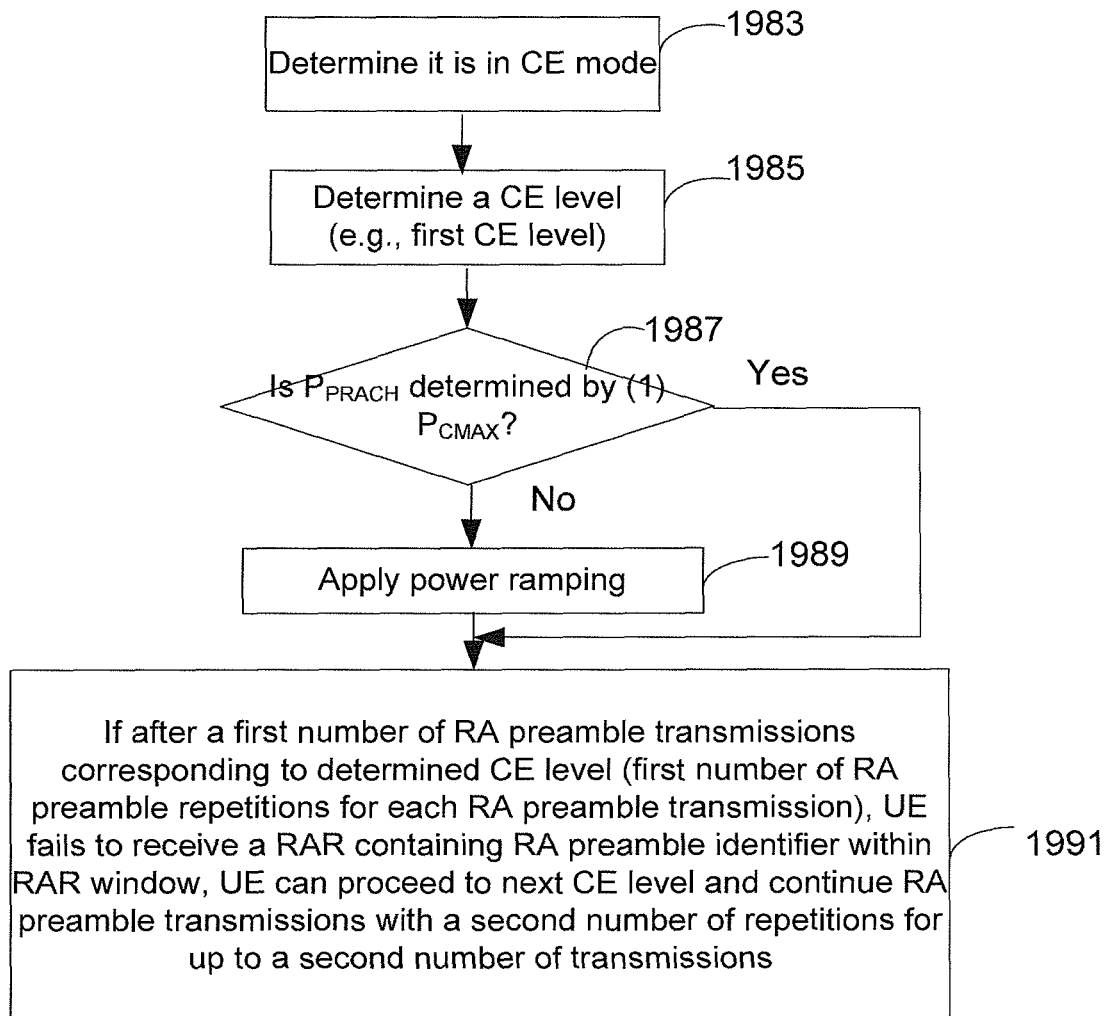 1983
Determine it is in CE mode
1985
Determine a CE level
(e.g., first CE level)
1987
Is P_PRACH determined by (1)
P_CMAX?
Yes
No
1989
Apply power ramping
If after a first number of RA preamble transmissions
corresponding to determined CE level (first number of RA
preamble repetitions for each RA preamble transmission), UE
fails to receive a RAR containing RA preamble identifier within
RAR window, UE can proceed to next CE level and continue RA
preamble transmissions with a second number of repetitions for
up to a second number of transmissions
1991